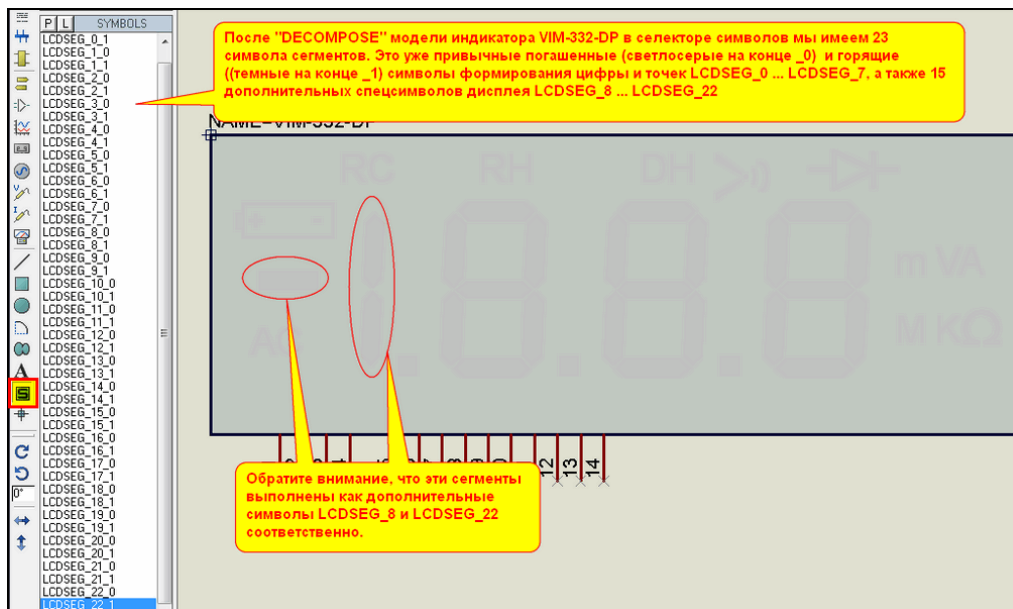 P L SYMBOLS
LCDSEG_0_1
LCDSEG_1_0
LCDSEG_1_1
LCDSEG_2_0
LCDSEG_2_1
LCDSEG_3_0
LCDSEG_3_1
LCDSEG_4_0
LCDSEG_4_1
LCDSEG_5_0
LCDSEG_5_1
LCDSEG_6_0
LCDSEG_6_1
LCDSEG_7_0
LCDSEG_7_1
LCDSEG_8_0
LCDSEG_8_1
LCDSEG_9_0
LCDSEG_9_1
LCDSEG_10_0
LCDSEG_10_1
LCDSEG_11_0
LCDSEG_11_1
LCDSEG_12_0
LCDSEG_12_1
LCDSEG_13_0
LCDSEG_13_1
LCDSEG_14_0
LCDSEG_14_1
LCDSEG_15_0
LCDSEG_15_1
LCDSEG_16_0
LCDSEG_16_1
LCDSEG_17_0
LCDSEG_17_1
LCDSEG_18_0
LCDSEG_18_1
LCDSEG_19_0
LCDSEG_19_1
LCDSEG_20_0
LCDSEG_20_1
LCDSEG_21_0
LCDSEG_21_1
LCDSEG_22_0
LCDSEG_22_1
0°
После "DECOMPOSE" модели индикатора VIM-332-DP в селекторе символов мы имеем 23
символа сегментов. Это уже привычные погашенные (светлосерые на конце _0) и горящие
((темные на конце _1) символы формирования цифры и точек LCDSEG_0 ... LCDSEG_7, а также 15
дополнительных спецсимволов дисплея LCDSEG_8 ... LCDSEG_22
NAME=VIM-332-DP
RC RH DH
1.8.8.8
m VA
AC
M KΩ
12 13 14
Обратите внимание, что эти сегменты
выполнены как дополнительные
символы LCDSEG_8 и LCDSEG_22
соответственно.